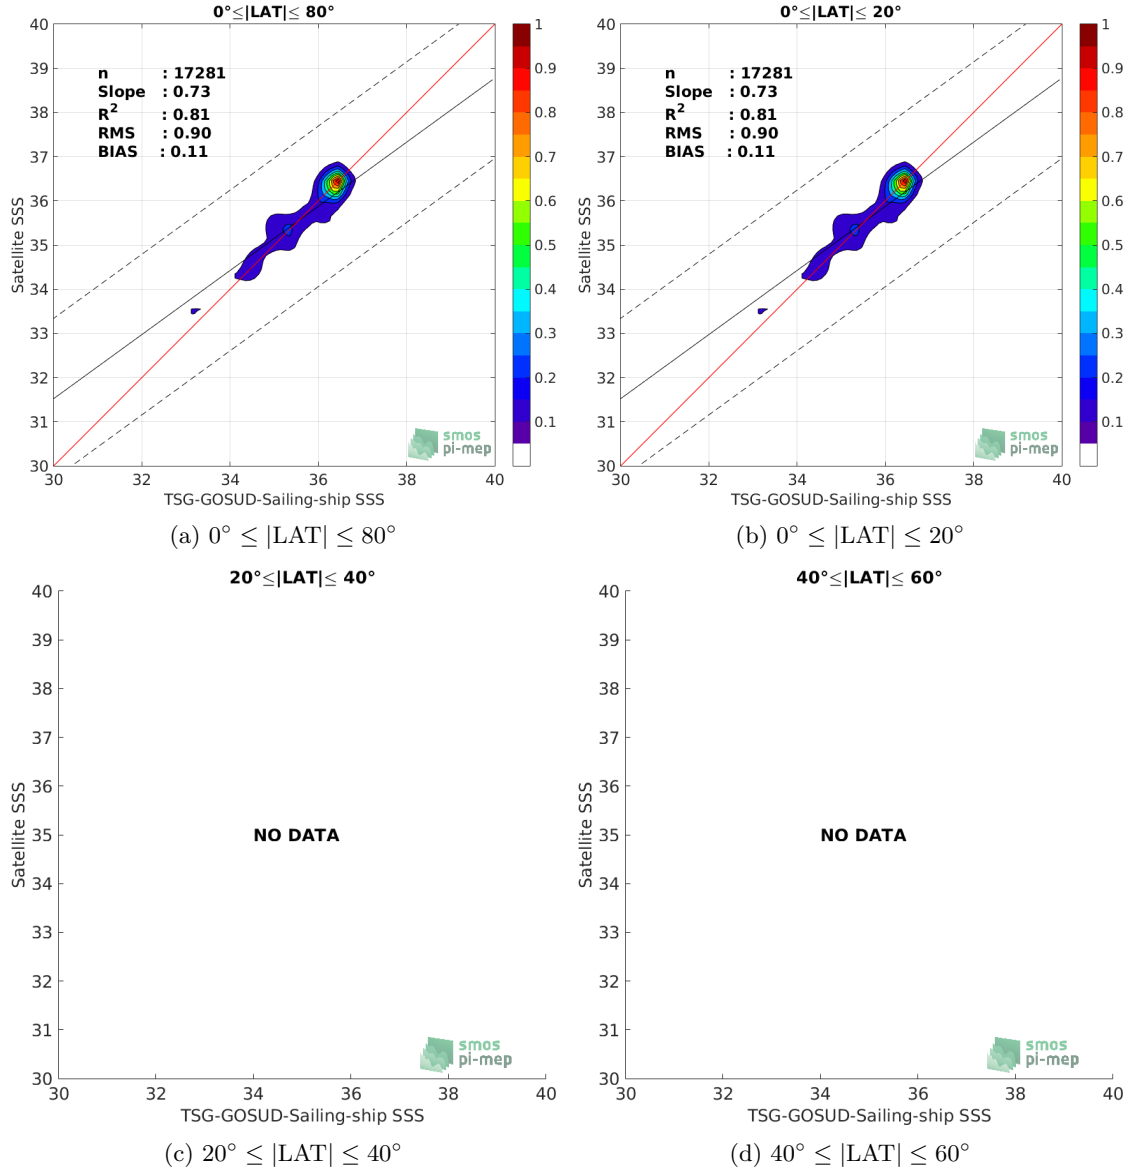 0°≤|LAT|≤ 80°
40
39
38
37
36
35
34
33
32
31
30
Satellite SSS
n : 17281
Slope : 0.73
R2 : 0.81
RMS : 0.90
BIAS : 0.11
smos
pi-mep
30 32 34 36 38 40
TSG-GOSUD-Sailing-ship SSS
1
0.9
0.8
0.7
0.6
0.5
0.4
0.3
0.2
0.1
(a) 0° ≤ |LAT| ≤ 80°
0°≤|LAT|≤ 20°
40
39
38
37
36
35
34
33
32
31
30
Satellite SSS
n : 17281
Slope : 0.73
R2 : 0.81
RMS : 0.90
BIAS : 0.11
smos
pi-mep
30 32 34 36 38 40
TSG-GOSUD-Sailing-ship SSS
1
0.9
0.8
0.7
0.6
0.5
0.4
0.3
0.2
0.1
(b) 0° ≤ |LAT| ≤ 20°
20°≤|LAT|≤ 40°
40
39
38
37
36
35
34
33
32
31
30
Satellite SSS
NO DATA
smos
pi-mep
30 32 34 36 38 40
TSG-GOSUD-Sailing-ship SSS
(c) 20° ≤ |LAT| ≤ 40°
40°≤|LAT|≤ 60°
40
39
38
37
36
35
34
33
32
31
30
Satellite SSS
NO DATA
smos
pi-mep
30 32 34 36 38 40
TSG-GOSUD-Sailing-ship SSS
(d) 40° ≤ |LAT| ≤ 60°